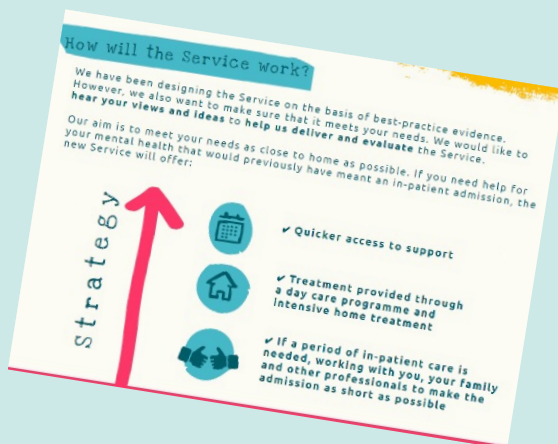 How will the Service work?
We have been designing the Service on the basis of best-practice evidence.
However, we also want to make sure that it meets your needs. We would like to
hear your views and ideas to help us deliver and evaluate the Service.
Our aim is to meet your needs as close to home as possible. If you need help for
your mental health that would previously have meant an in-patient admission, the
new Service will offer:
Strategy
✔ Quicker access to support
✔ Treatment provided through
a day care programme and
intensive home treatment
✔ If a period of in-patient care is
needed, working with you, your family
and other professionals to make the
admission as short as possible